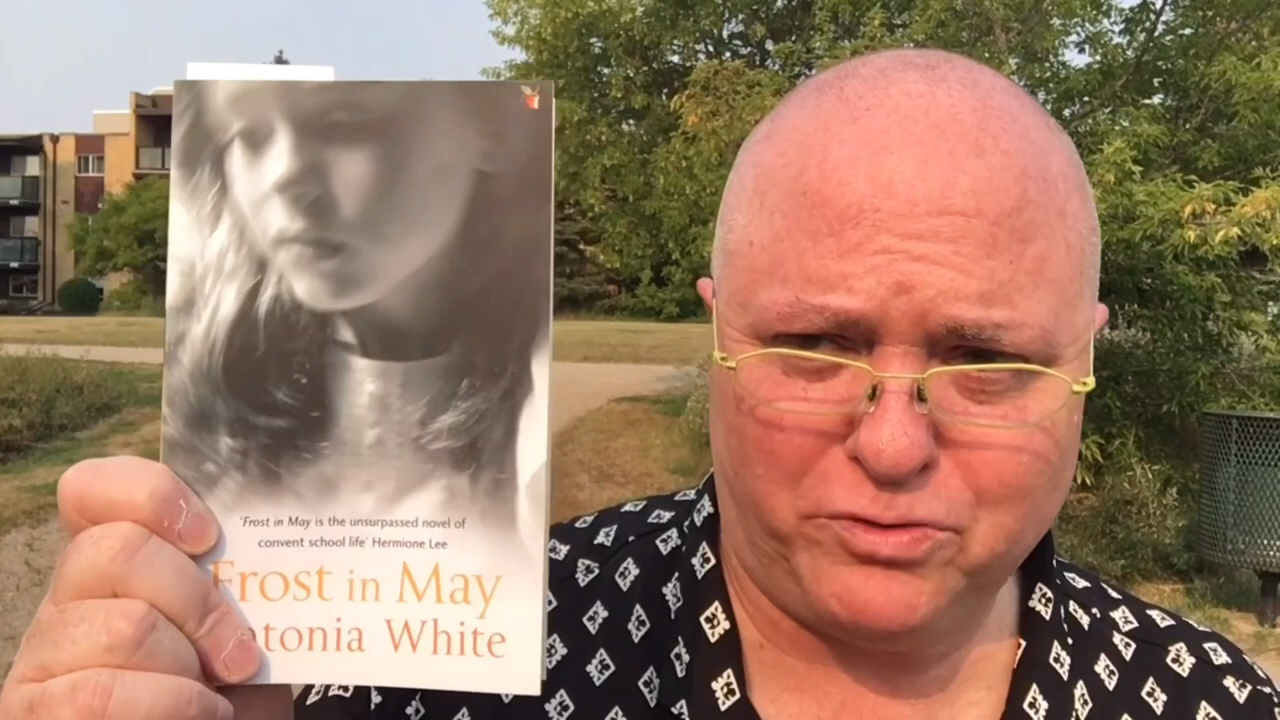 'Frost in May is the unsurpassed novel of
convent school life' Hermione Lee
Frost in May
ntonia White